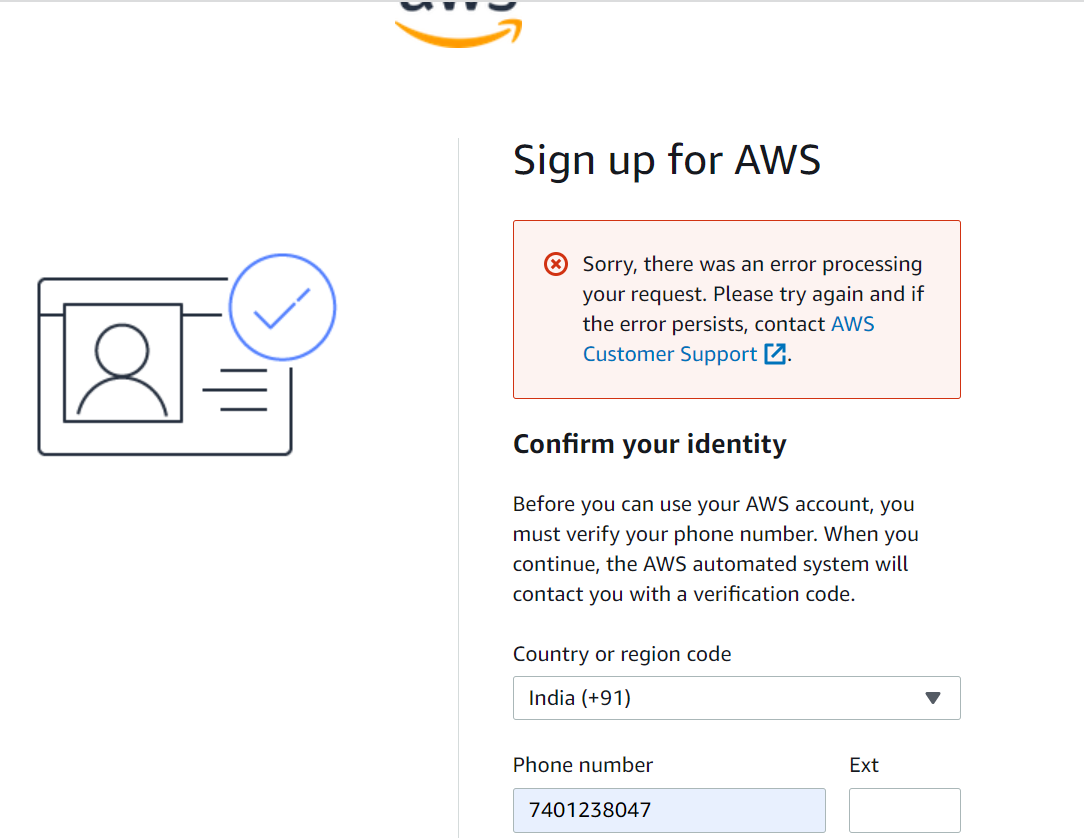 aws
Sign up for AWS
Sorry, there was an error processing
your request. Please try again and if
the error persists, contact AWS
Customer Support.
Confirm your identity
Before you can use your AWS account, you
must verify your phone number. When you
continue, the AWS automated system will
contact you with a verification code.
Country or region code
India (+91)
Phone number Ext
7401238047